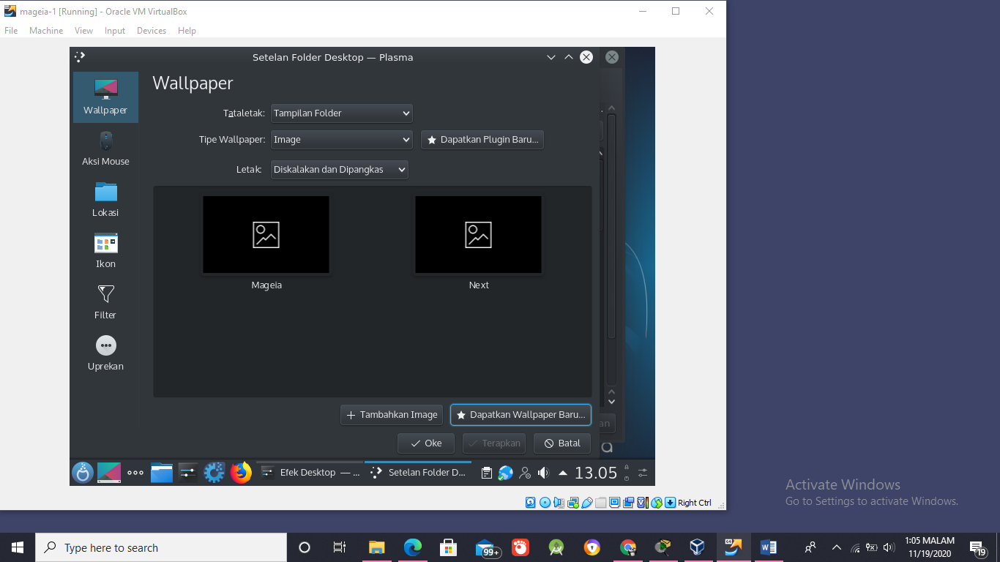 mageia-1 [Running] - Oracle VM VirtualBox
File Machine View Input Devices Help
Setelan Folder Desktop — Plasma
Wallpaper
Wallpaper
Aksi Mouse
Lokasi
Ikon
Filter
Uprekan
Tataletak: Tampilan Folder
Tipe Wallpaper: Image Dapatkan Plugin Baru...
Letak: Diskalakan dan Dipangkas
Mageia Next
Tambahkan Image Dapatkan Wallpaper Baru...
an
Oke Terapkan Batal
Efek Desktop — ... Setelan Folder D... 13.05
Right Ctrl
Activate Windows
Go to Settings to activate Windows.
Type here to search
99+
1:05 MALAM
11/19/2020
19